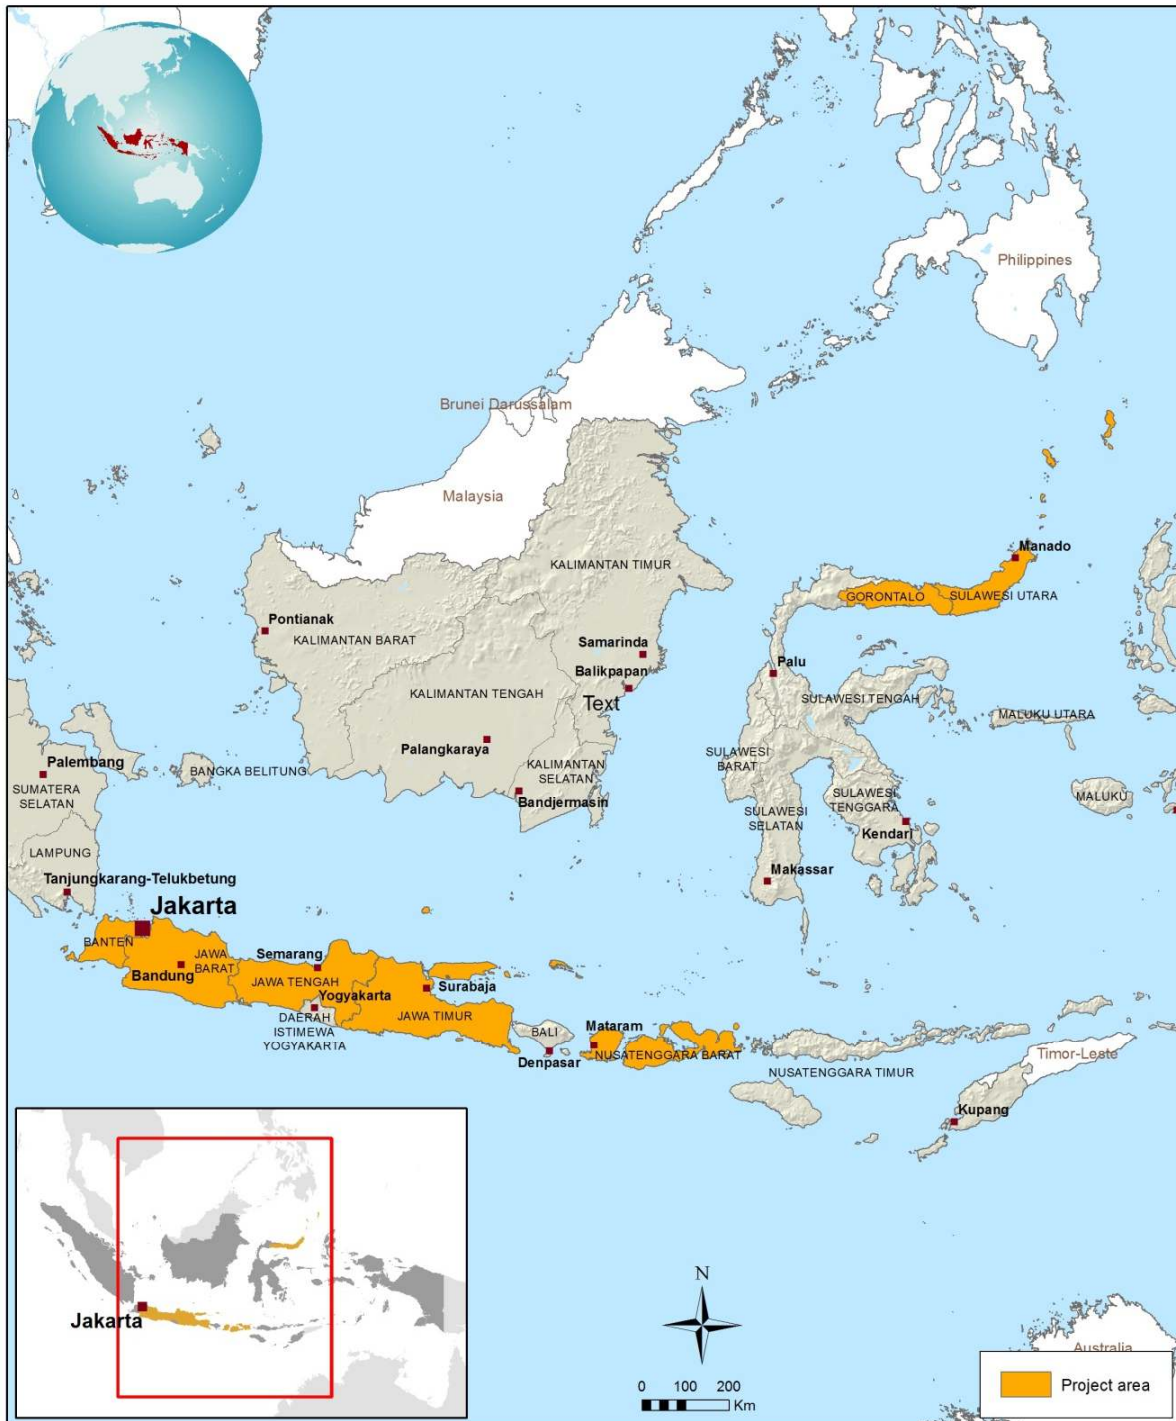 Philippines
Brunei Darussalam
Malaysia
KALIMANTAN TIMUR
Manado
GORONTALO
SULAWESI UTARA
Pontianak
KALIMANTAN BARAT
Samarinda
Balikpapan
Palu
KALIMANTAN TENGAH
Text
SULAWESI TENGAH
MALUKU UTARA
Palangkaraya
SULAWESI
BARAT
Palembang
BANGKA BELITUNG
KALIMANTAN
SELATAN
SUMATERA
SELATAN
SULAWESI
TENGGARA
MALUKU
Bandjermasin
SULAWESI
SELATAN
Kendari
LAMPUNG
Makassar
Tanjungkarang-Telukbetung
Jakarta
BANTEN
JAWA
BARAT
Semarang
Bandung
JAWA TENGAH
Yogyakarta
Surabaja
DAERAH
ISTIMEWA
YOGYAKARTA
JAWA TIMUR
BALI
Mataram
Denpasar
NUSATENGGARA BARAT
Timor-Leste
NUSATENGGARA TIMUR
Kupang
Jakarta
N
0 100 200
Km
Australia
Project area